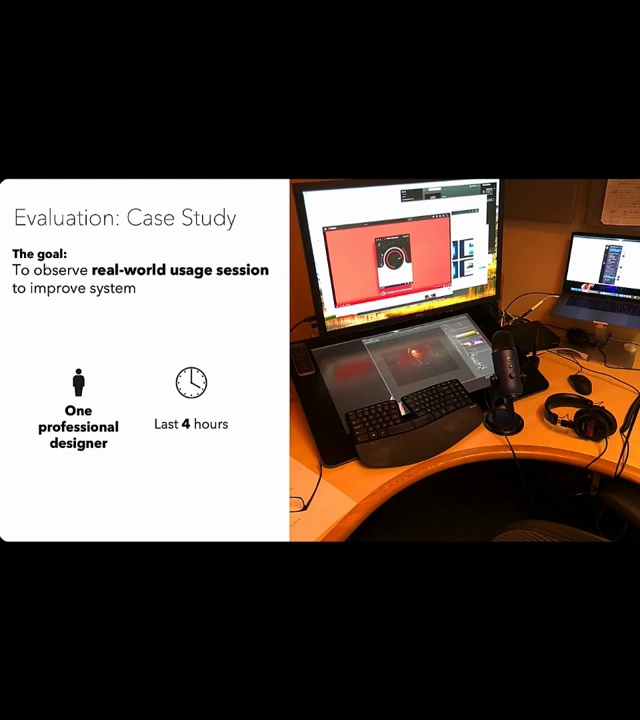 Evaluation: Case Study
The goal:
To observe real-world usage session
to improve system
One
professional
designer
Last 4 hours